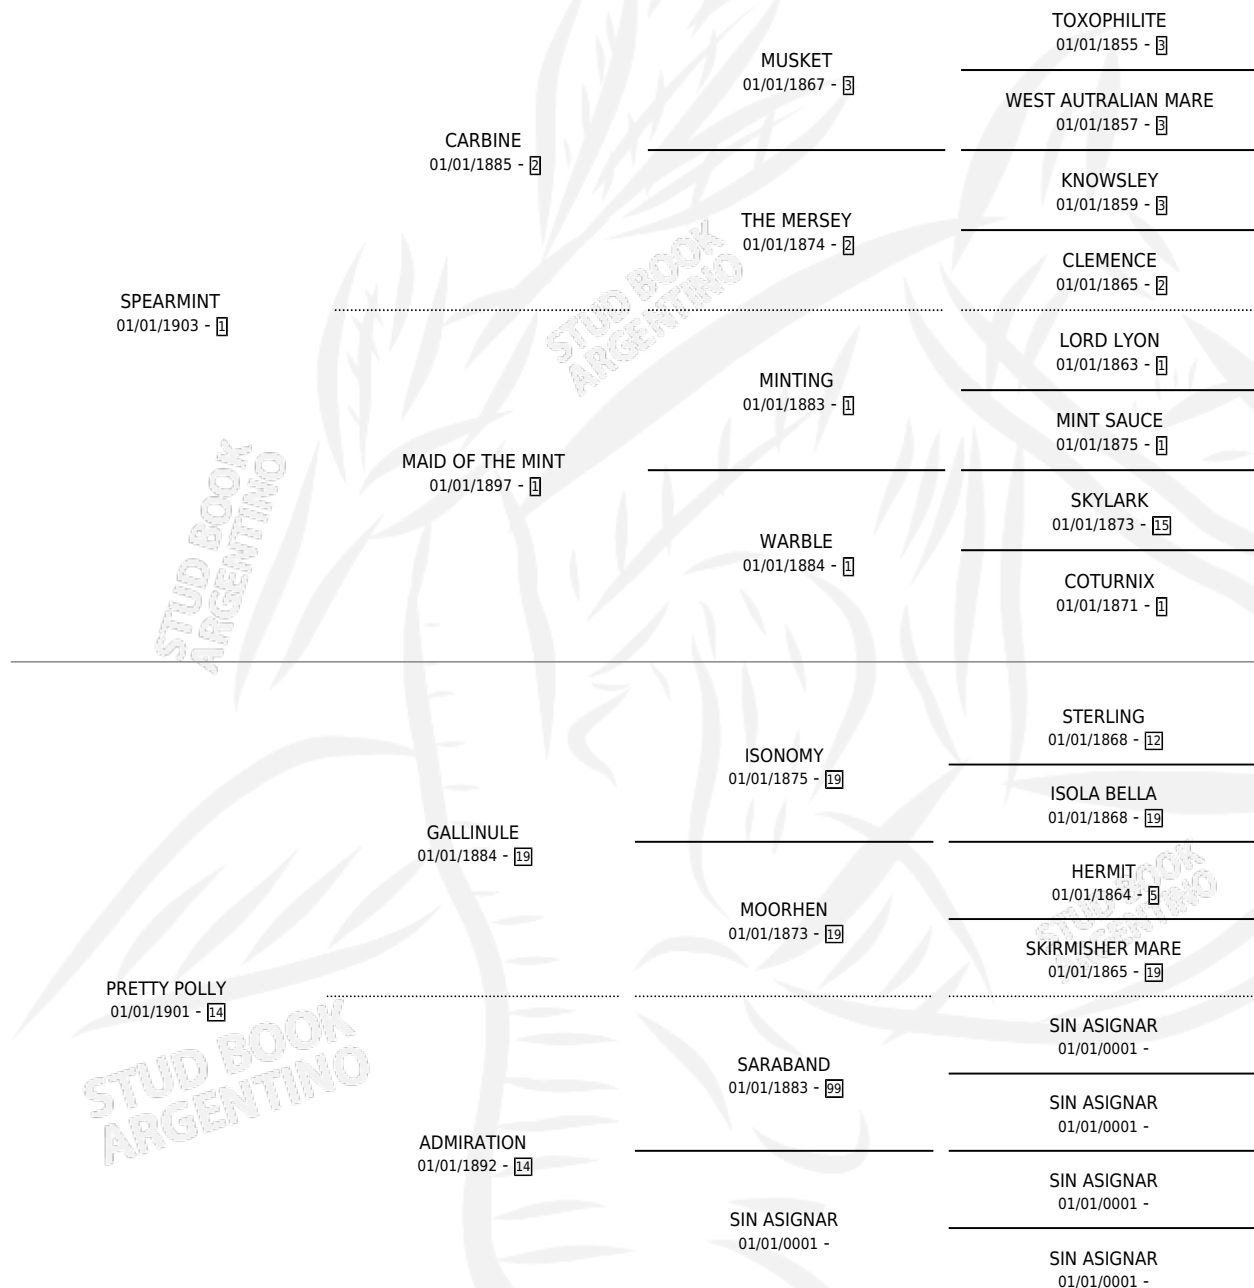 TOXOPHILITE
01/01/1855 - 3
MUSKET
01/01/1867 - 3
WEST AUTRALIAN MARE
01/01/1857 - 3
CARBINE
01/01/1885 - 2
KNOWSLEY
01/01/1859 - 3
THE MERSEY
01/01/1874 - 2
CLEMENCE
01/01/1865 - 2
SPEARMINT
01/01/1903 - 1
STUD BOOK
ARGENTINO
LORD LYON
01/01/1863 - 1
MINTING
01/01/1883 - 1
MINT SAUCE
01/01/1875 - 1
MAID OF THE MINT
01/01/1897 - 1
SKYLARK
01/01/1873 - 15
WARBLE
01/01/1884 - 1
COTURNIX
01/01/1871 - 1
STUD BOOK
ARGENTINO
STERLING
01/01/1868 - 12
ISONOMY
01/01/1875 - 19
ISOLA BELLA
01/01/1868 - 19
GALLINULE
01/01/1884 - 19
HERMIT
01/01/1864 - 5
STUD BOOK
ARGENTINO
MOORHEN
01/01/1873 - 19
SKIRMISHER MARE
01/01/1865 - 19
PRETTY POLLY
01/01/1901 - 14
STUD BOOK
ARGENTINO
SIN ASIGNAR
01/01/0001 -
SARABAND
01/01/1883 - 99
SIN ASIGNAR
01/01/0001 -
ADMIRATION
01/01/1892 - 14
SIN ASIGNAR
01/01/0001 -
SIN ASIGNAR
01/01/0001 -
SIN ASIGNAR
01/01/0001 -